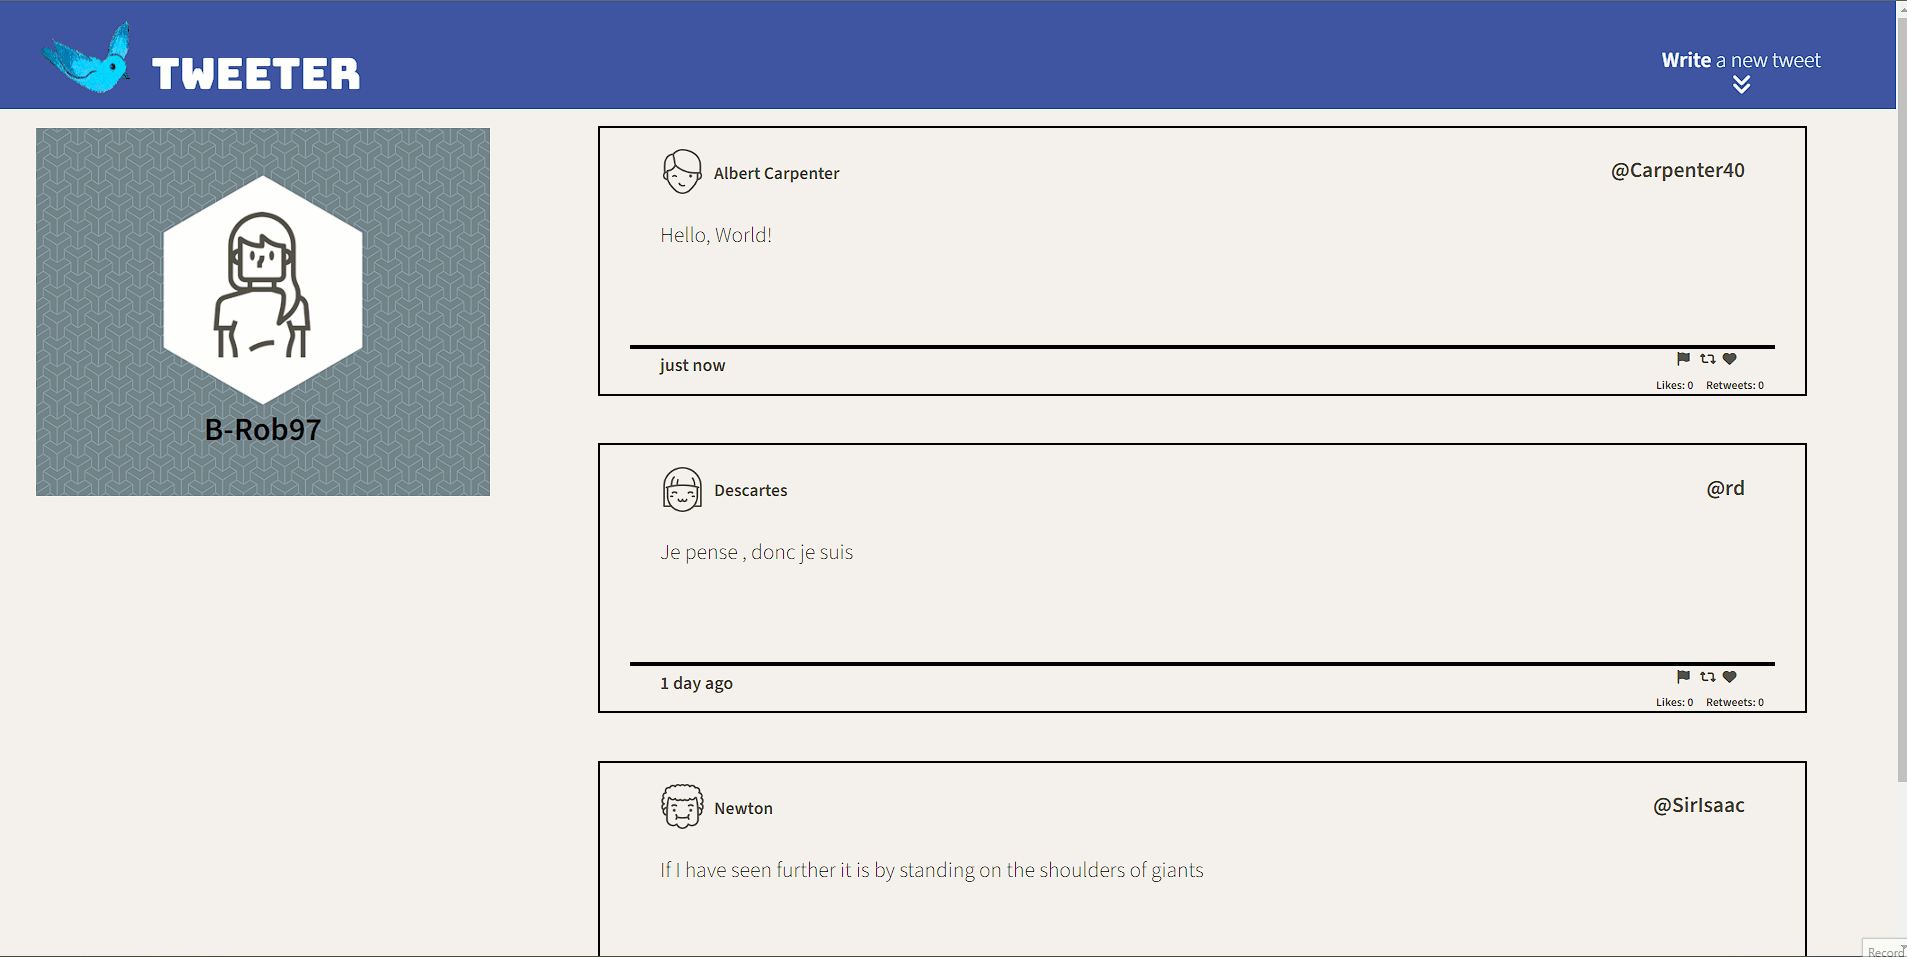 TWEETER
Write a new tweet
B-Rob97
Albert Carpenter
@Carpenter40
Hello, World!
just now
Likes: 0 Retweets: 0
Descartes
@rd
Je pense , donc je suis
1 day ago
Likes: 0 Retweets: 0
Newton
@SirIsaac
If I have seen further it is by standing on the shoulders of giants
Record